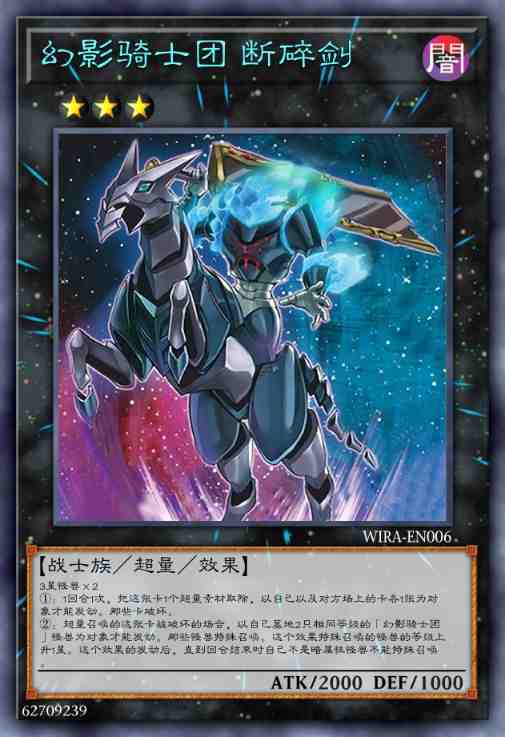 幻影骑士团 断碎剑
闇
WIRA-EN006
【战士族／超量／效果】
3星怪兽×2
①：1回合1次，把这张卡1个超量素材取除，以自己以及对方场上的卡各1张为对
象才能发动。那些卡破坏。
②：超量召唤的这张卡被破坏的场合，以自己墓地2只相同等级的「幻影骑士团
」怪兽为对象才能发动。那些怪兽特殊召唤。这个效果特殊召唤的怪兽的等级上
升1星。这个效果的发动后，直到回合结束时自己不是暗属性怪兽不能特殊召唤
。
ATK/2000 DEF/1000
62709239